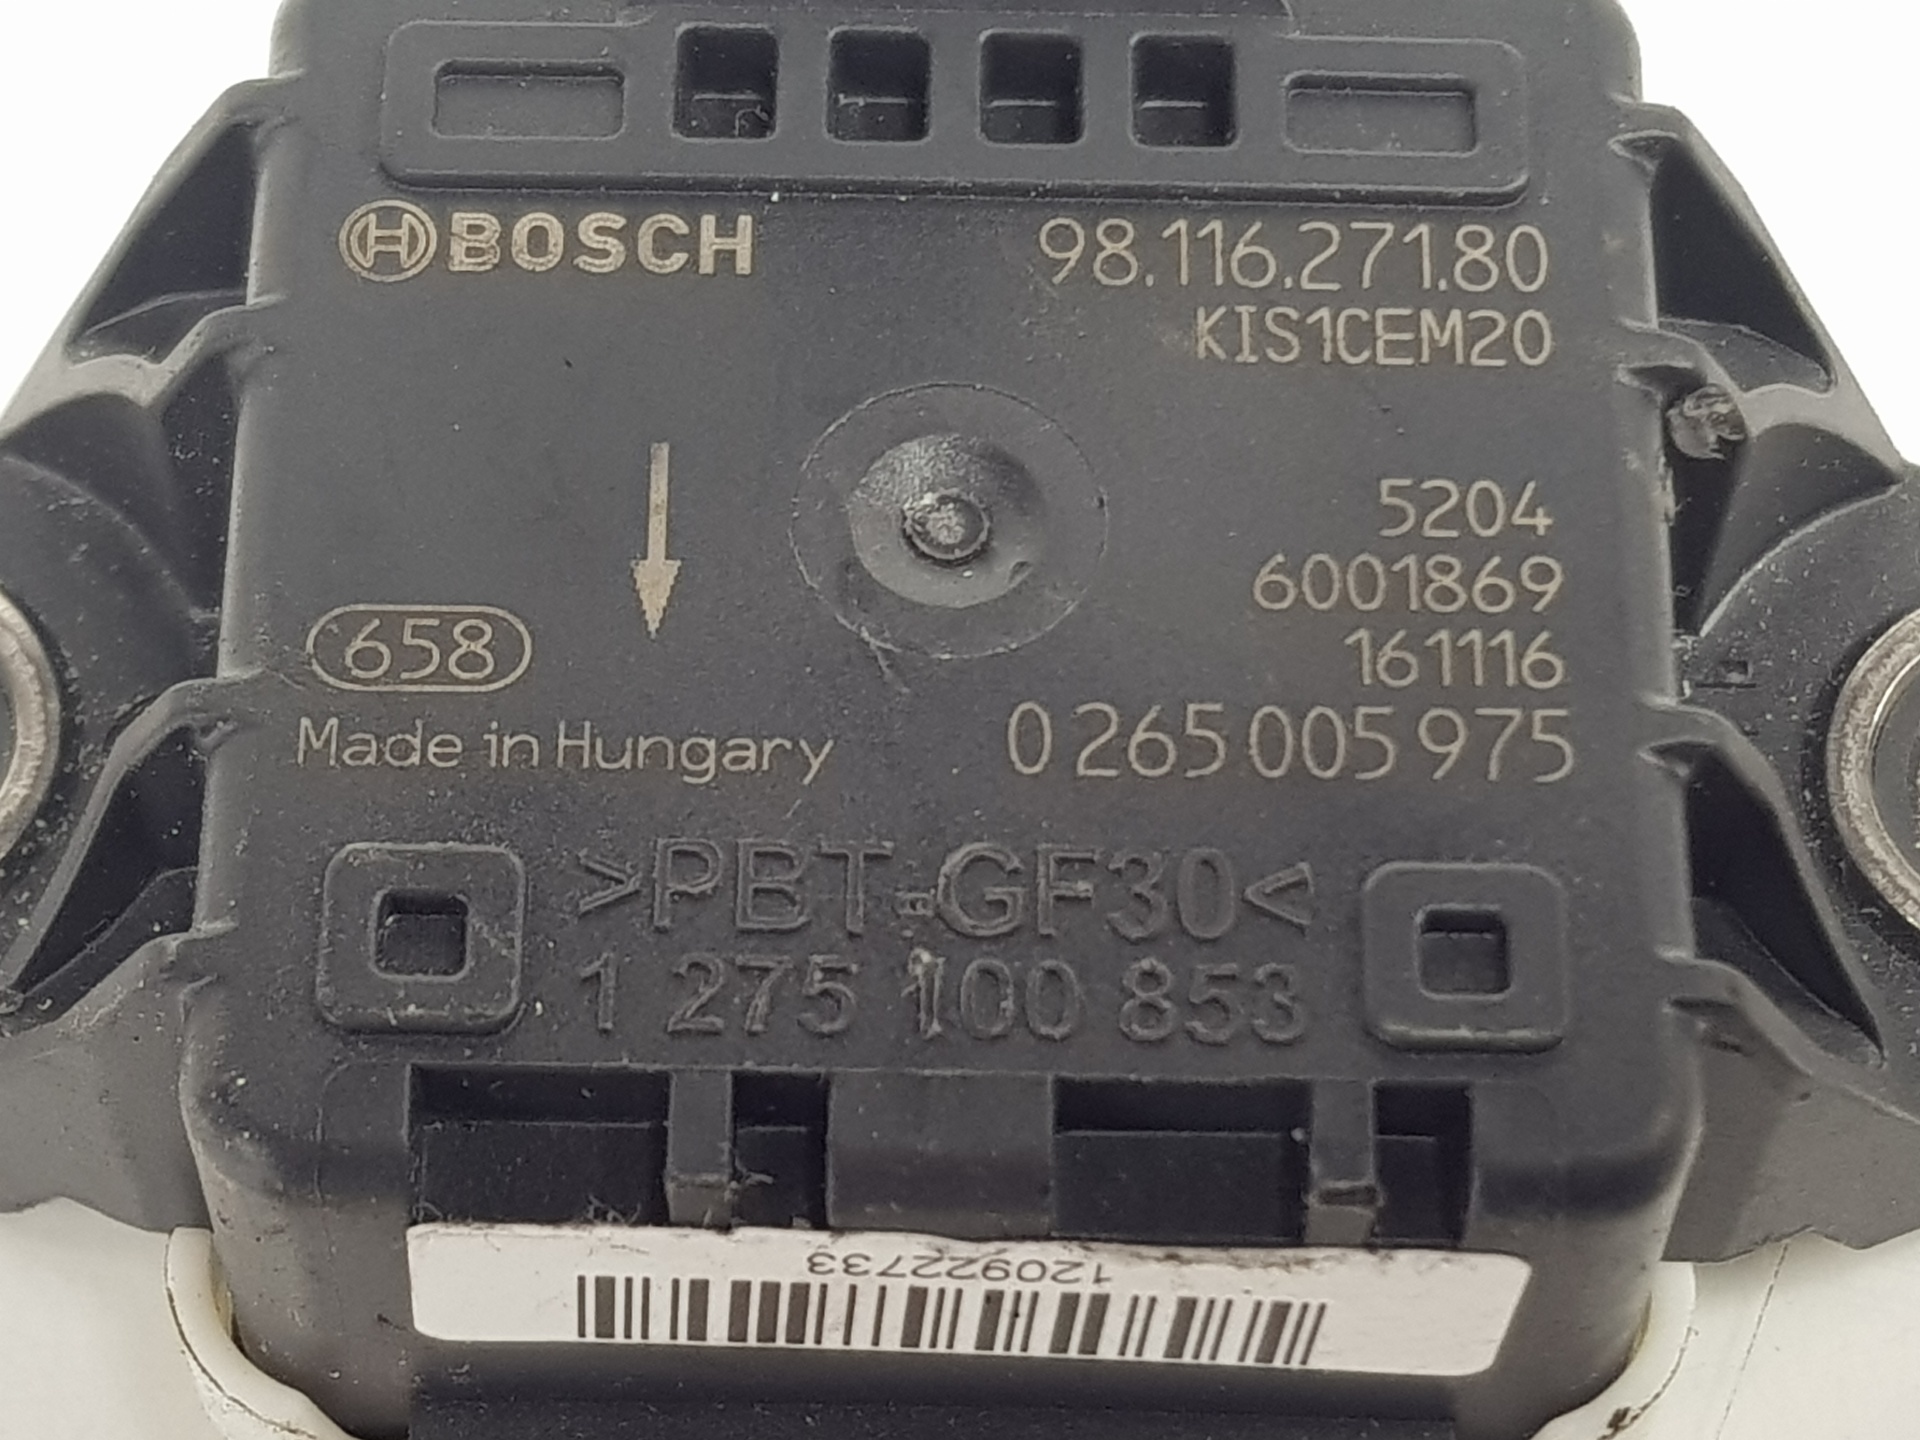 BOSCH
98.116.271.80
KIS1CEM20
5204
6001869
161116
658
Made in Hungary
0 265 005 975
>PBT-GF30<
1 275 100 853
120922733